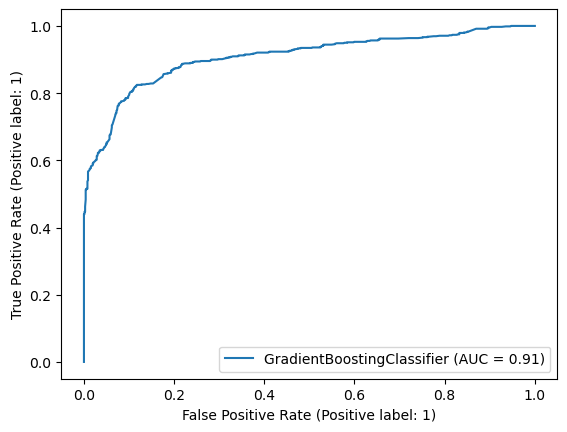 1.0
0.8
0.6
0.4
0.2
0.0
True Positive Rate (Positive label: 1)
GradientBoostingClassifier (AUC = 0.91)
0.0 0.2 0.4 0.6 0.8 1.0
False Positive Rate (Positive label: 1)